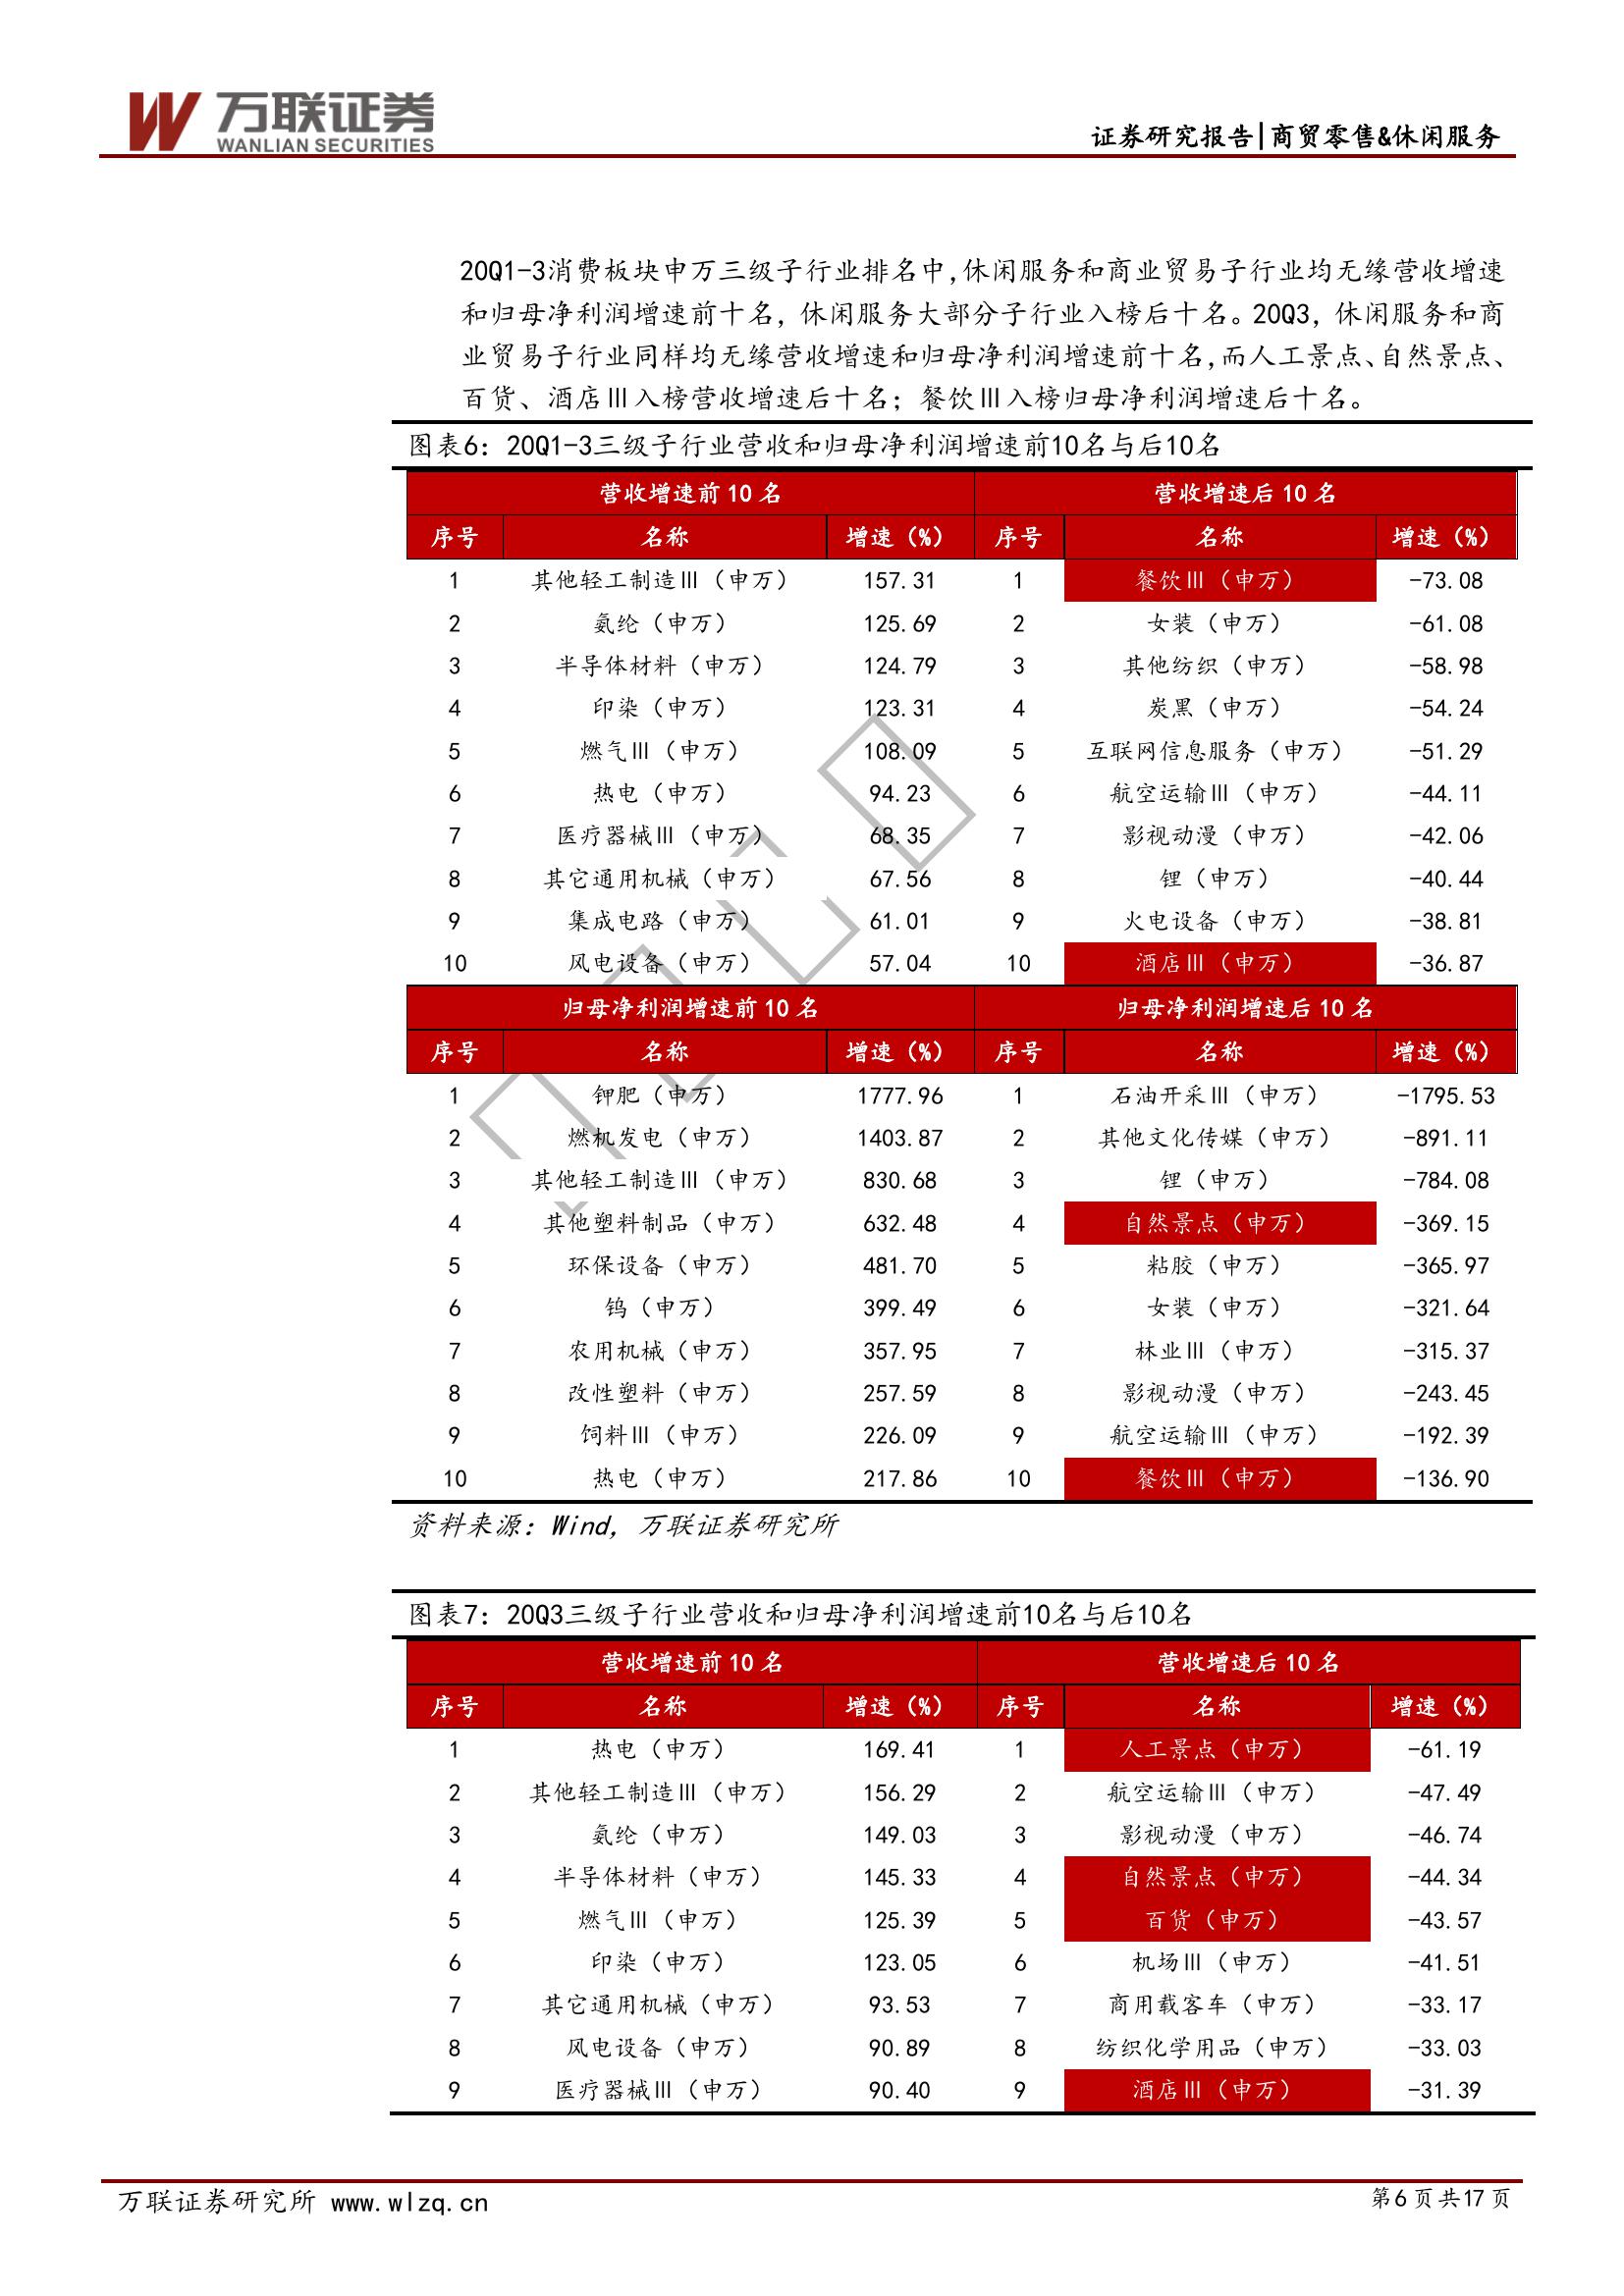 万联证券
WANLIAN SECURITIES
证券研究报告|商贸零售&休闲服务
20Q1-3消费板块申万三级子行业排名中,休闲服务和商业贸易子行业均无缘营收增速
和归母净利润增速前十名，休闲服务大部分子行业入榜后十名。20Q3，休闲服务和商
业贸易子行业同样均无缘营收增速和归母净利润增速前十名,而人工景点、自然景点、
百货、酒店Ⅲ入榜营收增速后十名；餐饮Ⅲ入榜归母净利润增速后十名。
图表6：20Q1-3三级子行业营收和归母净利润增速前10名与后10名
营收增速前 10 名 营收增速后 10 名
序号 名称 增速（%） 序号 名称 增速（%）
1 其他轻工制造Ⅲ（申万） 157.31 1 餐饮Ⅲ（申万） -73.08
2 氨纶（申万） 125.69 2 女装（申万） -61.08
3 半导体材料（申万） 124.79 3 其他纺织（申万） -58.98
4 印染（申万） 123.31 4 炭黑（申万） -54.24
5 燃气Ⅲ（申万） 108.09 5 互联网信息服务（申万） -51.29
6 热电（申万） 94.23 6 航空运输Ⅲ（申万） -44.11
7 医疗器械Ⅲ（申万） 68.35 7 影视动漫（申万） -42.06
8 其它通用机械（申万） 67.56 8 锂（申万） -40.44
9 集成电路（申万） 61.01 9 火电设备（申万） -38.81
10 风电设备（申万） 57.04 10 酒店Ⅲ（申万） -36.87
归母净利润增速前 10 名 归母净利润增速后 10 名
序号 名称 增速（%） 序号 名称 增速（%）
1 钾肥（申万） 1777.96 1 石油开采Ⅲ（申万） -1795.53
2 燃机发电（申万） 1403.87 2 其他文化传媒（申万） -891.11
3 其他轻工制造Ⅲ（申万） 830.68 3 锂（申万） -784.08
4 其他塑料制品（申万） 632.48 4 自然景点（申万） -369.15
5 环保设备（申万） 481.70 5 粘胶（申万） -365.97
6 钨（申万） 399.49 6 女装（申万） -321.64
7 农用机械（申万） 357.95 7 林业Ⅲ（申万） -315.37
8 改性塑料（申万） 257.59 8 影视动漫（申万） -243.45
9 饲料Ⅲ（申万） 226.09 9 航空运输Ⅲ（申万） -192.39
10 热电（申万） 217.86 10 餐饮Ⅲ（申万） -136.90
资料来源：Wind，万联证券研究所
图表7：20Q3三级子行业营收和归母净利润增速前10名与后10名
营收增速前 10 名 营收增速后 10 名
序号 名称 增速（%） 序号 名称 增速（%）
1 热电（申万） 169.41 1 人工景点（申万） -61.19
2 其他轻工制造Ⅲ（申万） 156.29 2 航空运输Ⅲ（申万） -47.49
3 氨纶（申万） 149.03 3 影视动漫（申万） -46.74
4 半导体材料（申万） 145.33 4 自然景点（申万） -44.34
5 燃气Ⅲ（申万） 125.39 5 百货（申万） -43.57
6 印染（申万） 123.05 6 机场Ⅲ（申万） -41.51
7 其它通用机械（申万） 93.53 7 商用载客车（申万） -33.17
8 风电设备（申万） 90.89 8 纺织化学用品（申万） -33.03
9 医疗器械Ⅲ（申万） 90.40 9 酒店Ⅲ（申万） -31.39
万联证券研究所 www.wlzq.cn 第6页共17页